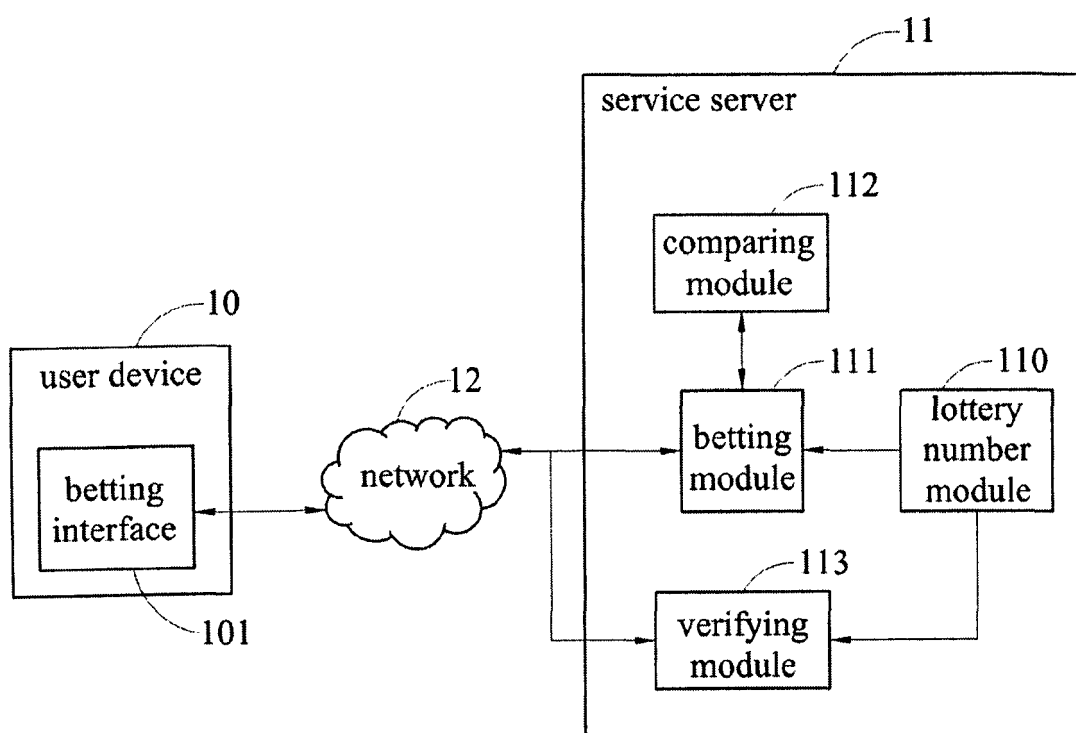 11
service server
112
comparing
module
10
user device
12
111
110
lottery
number
module
betting
module
network
betting
interface
113
101
verifying
module